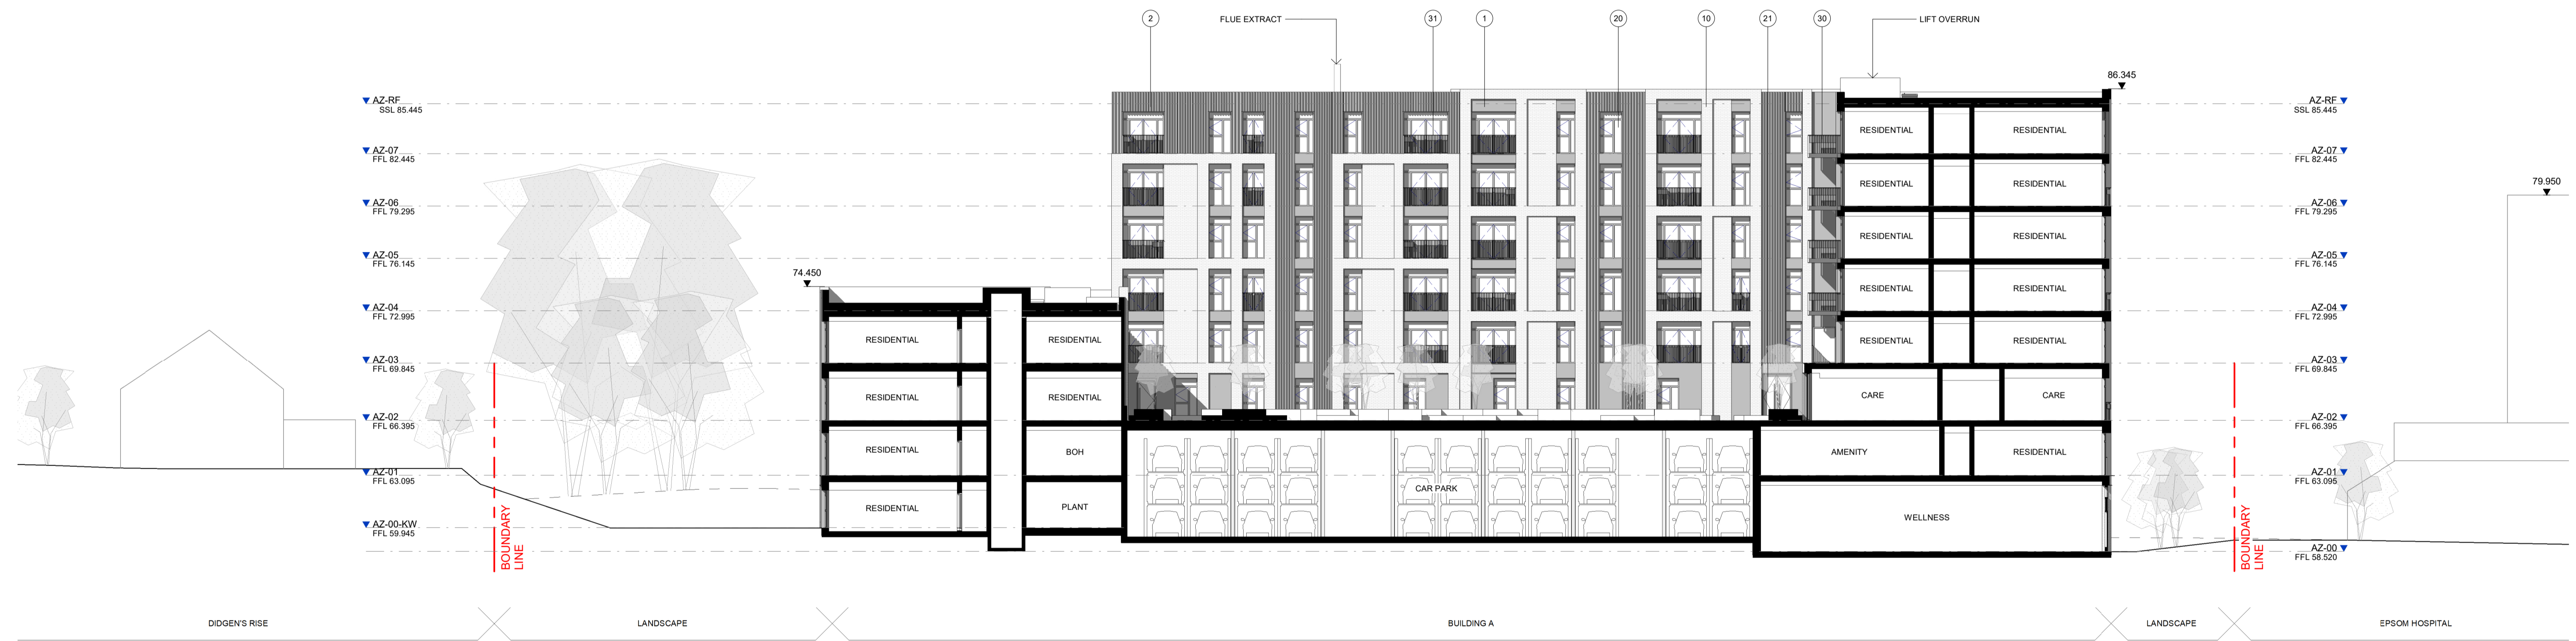 2
FLUE EXTRACT
31
1
20
10
21
30
LIFT OVERRUN
86.345
AZ-RF
SSL 85.445
AZ-07
FFL 82.445
AZ-06
FFL 79.295
AZ-05
FFL 76.145
AZ-04
FFL 72.995
AZ-03
FFL 69.845
AZ-02
FFL 66.395
AZ-01
FFL 63.095
AZ-00-KW
FFL 59.945
BOUNDARY
LINE
74.450
RESIDENTIAL
RESIDENTIAL
RESIDENTIAL
RESIDENTIAL
RESIDENTIAL
BOH
RESIDENTIAL
PLANT
CAR PARK
RESIDENTIAL
RESIDENTIAL
RESIDENTIAL
RESIDENTIAL
RESIDENTIAL
RESIDENTIAL
RESIDENTIAL
RESIDENTIAL
RESIDENTIAL
RESIDENTIAL
CARE
CARE
AMENITY
RESIDENTIAL
WELLNESS
AZ-RF
SSL 85.445
AZ-07
FFL 82.445
AZ-06
FFL 79.295
AZ-05
FFL 76.145
AZ-04
FFL 72.995
AZ-03
FFL 69.845
AZ-02
FFL 66.395
AZ-01
FFL 63.095
AZ-00
FFL 58.520
BOUNDARY
LINE
79.950
DIDGEN'S RISE
LANDSCAPE
BUILDING A
LANDSCAPE
EPSOM HOSPITAL